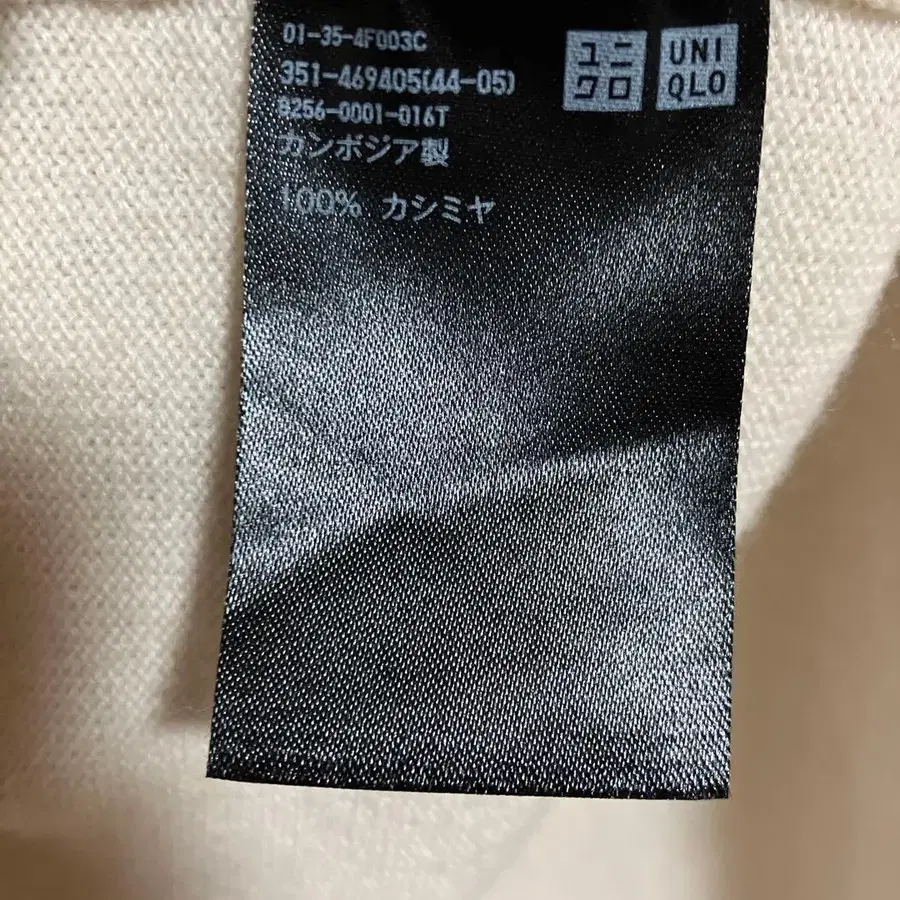 01-35-4F003C
351-469405(44-05)
8256-0001-016T
カンボジア製
100% カシミヤ
ユニ
クロ
UNI
QLO